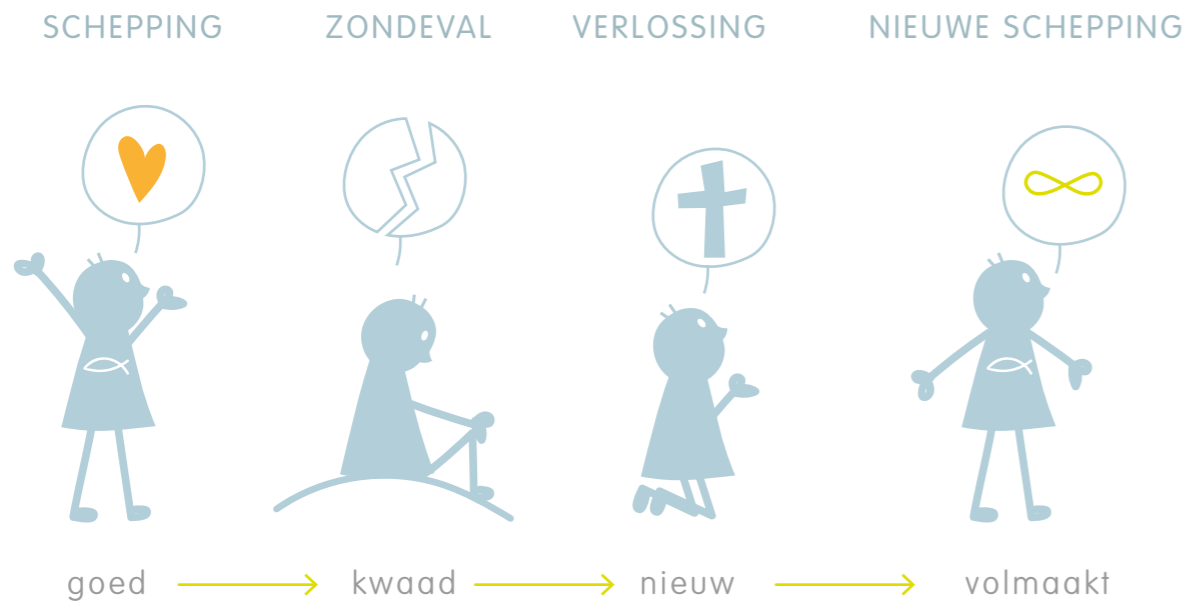 SCHEPPING ZONDEVAL VERLOSSING NIEUWE SCHEPPING
goed kwaad nieuw volmaakt